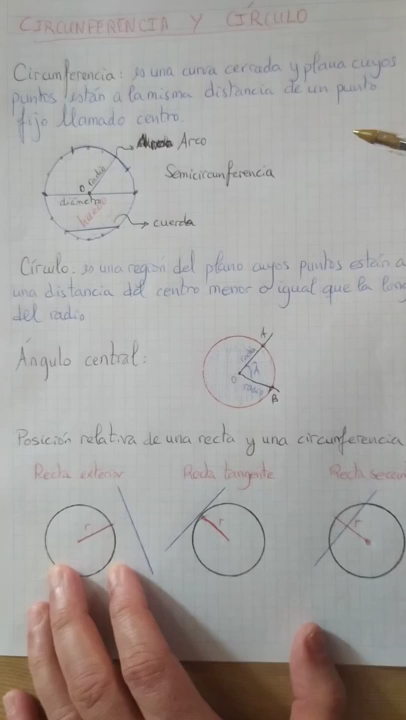 CIRCUNFERENCIA Y CÍRCULO
Circunferencia: es una curva cerrada y plana cuyos
puntos están a la misma distancia de un punto
fijo llamado centro.
Arco
Semicircunferencia
O radio
diámetro
cuerda
Círculo: es una región del plano cuyos puntos están a
una distancia del centro menor o igual que la long
del radio
Ángulo central:
A
radio
O
radio
B
Posición relativa de una recta y una circunferencia
Recta exterior Recta tangente Recta secan
r r r